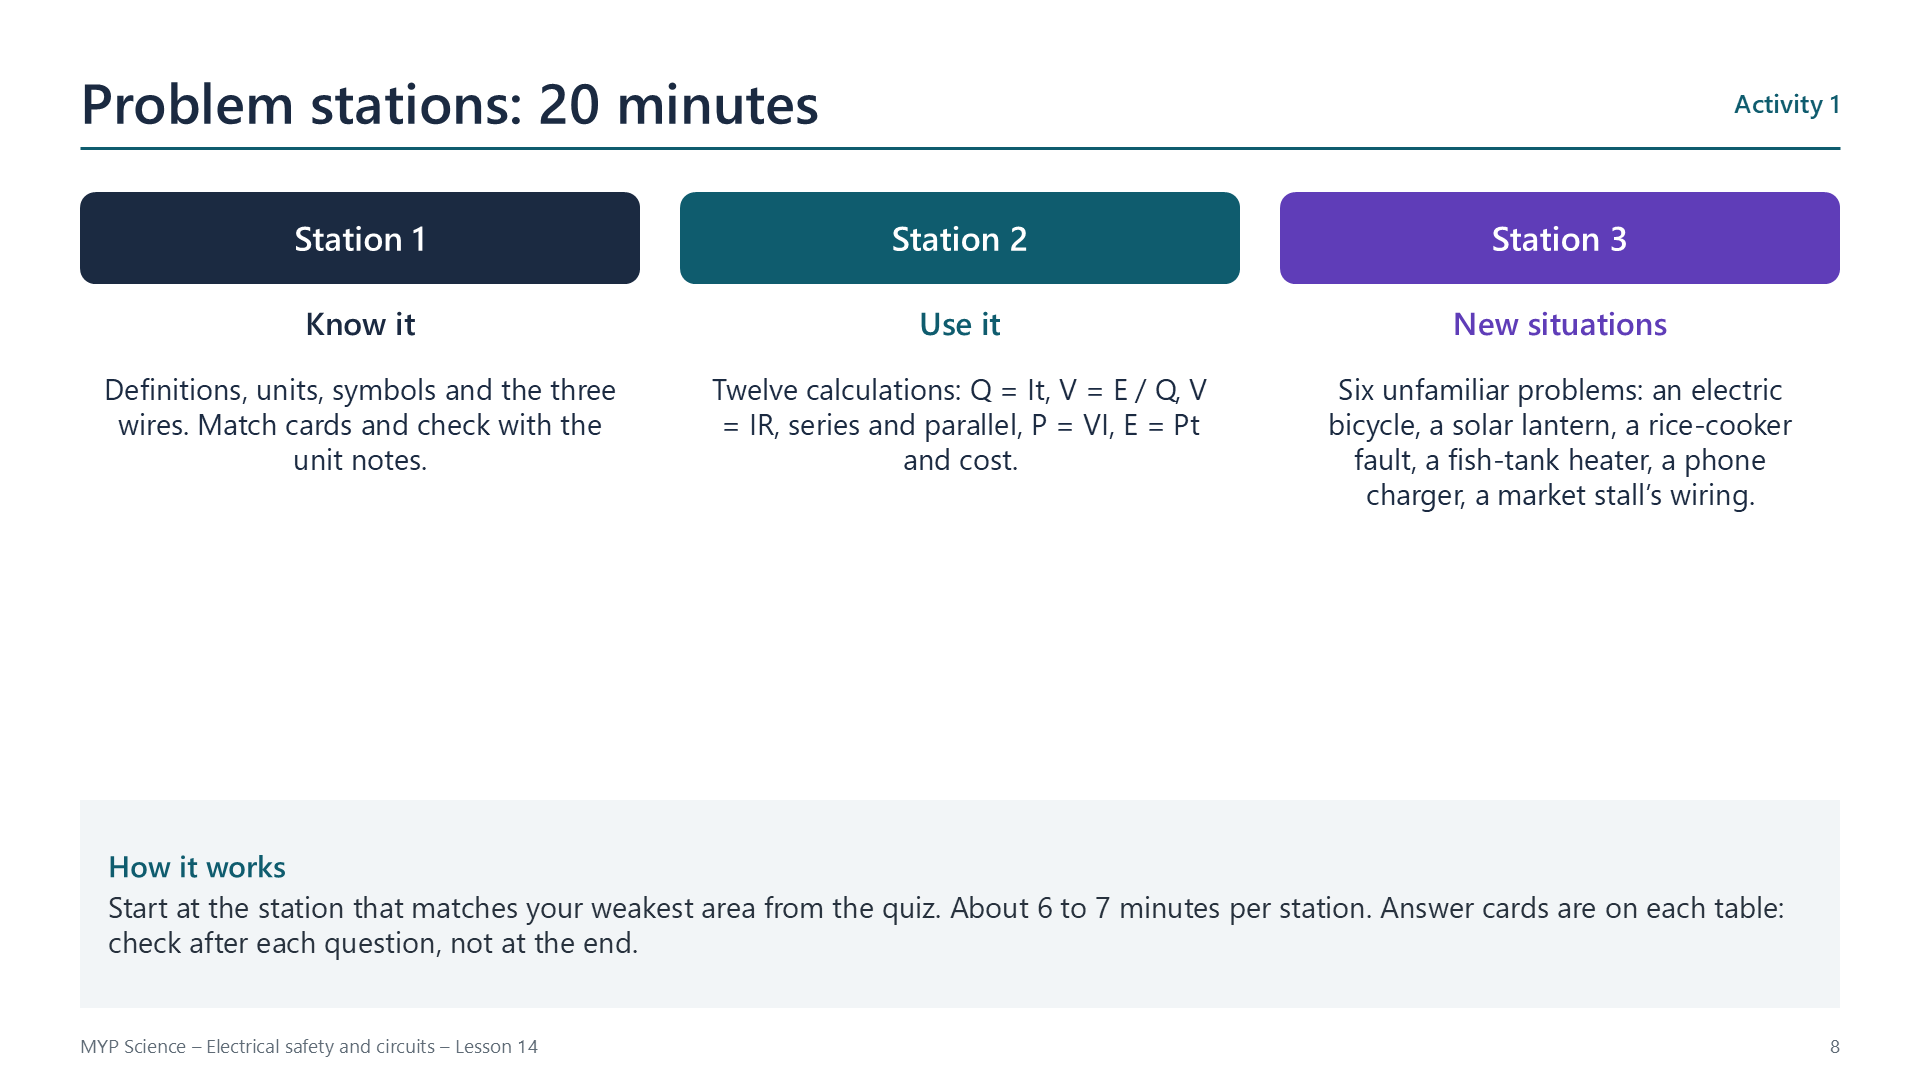 Problem stations: 20 minutes
Activity 1
Station 1
Know it
Definitions, units, symbols and the three
wires. Match cards and check with the
unit notes.
Station 2
Use it
Twelve calculations: Q = It, V = E / Q, V
= IR, series and parallel, P = VI, E = Pt
and cost.
Station 3
New situations
Six unfamiliar problems: an electric
bicycle, a solar lantern, a rice-cooker
fault, a fish-tank heater, a phone
charger, a market stall’s wiring.
How it works
Start at the station that matches your weakest area from the quiz. About 6 to 7 minutes per station. Answer cards are on each table:
check after each question, not at the end.
MYP Science – Electrical safety and circuits – Lesson 14
8